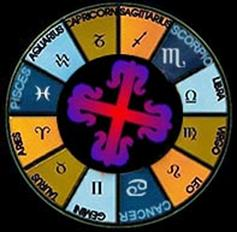 CAPRICORN
SAGITTARIUS
SCORPIO
LIBRA
VIRGO
LEO
CANCER
GEMINI
TAURUS
ARIES
PISCES
AQUARIUS